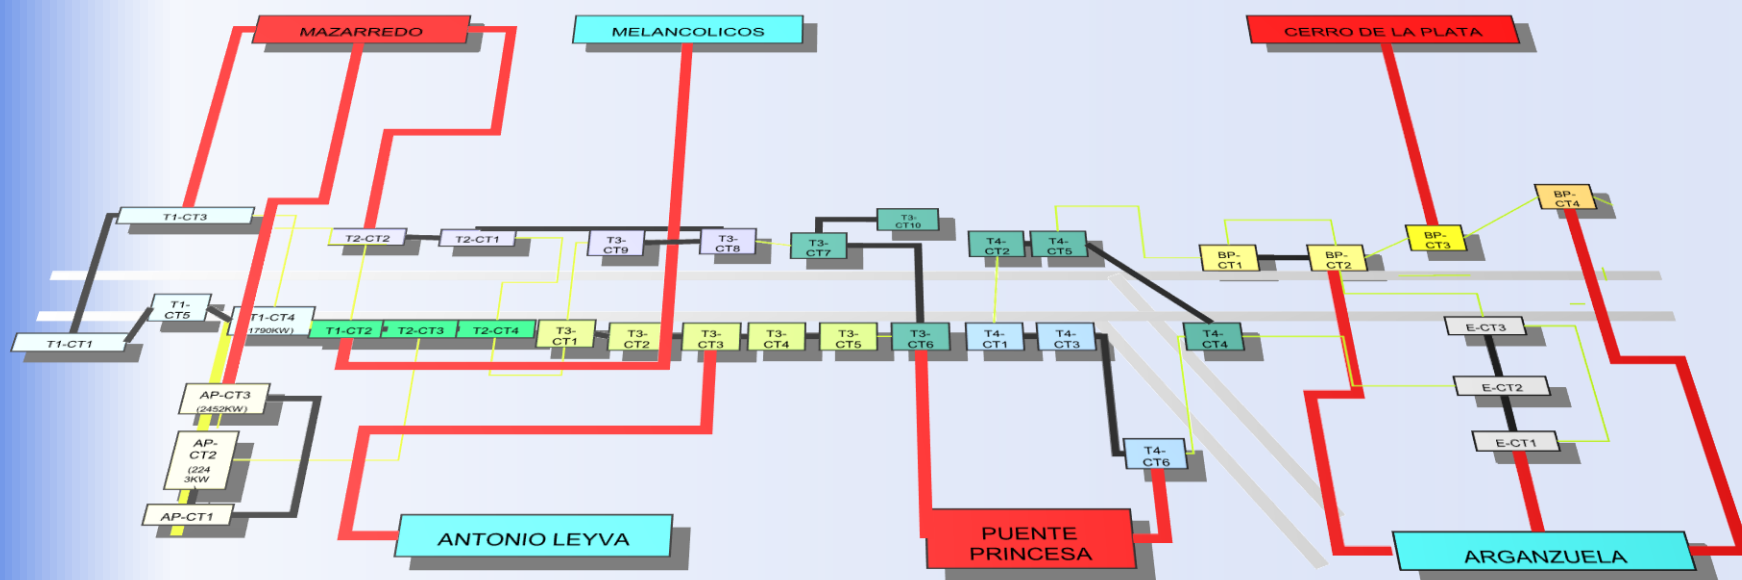 MAZARREDO
MELANCOLICOS
CERRO DE LA PLATA
T1-CT3
T2-CT2
T2-CT1
T3-
CT9
T3-
CT8
T3-
CT7
T3-
CT10
T4-
CT2
T4-
CT5
BP-
CT1
BP-
CT2
BP-
CT3
BP-
CT4
T1-CT1
T1-
CT5
T1-CT4
(1790KW)
T1-CT2
T2-CT3
T2-CT4
T3-
CT1
T3-
CT2
T3-
CT3
T3-
CT4
T3-
CT5
T3-
CT6
T4-
CT1
T4-
CT3
T4-
CT4
E-CT3
E-CT2
E-CT1
AP-CT3
(2452KW)
AP-
CT2
(224
3KW
AP-CT1
T4-
CT6
ANTONIO LEYVA
PUENTE
PRINCESA
ARGANZUELA